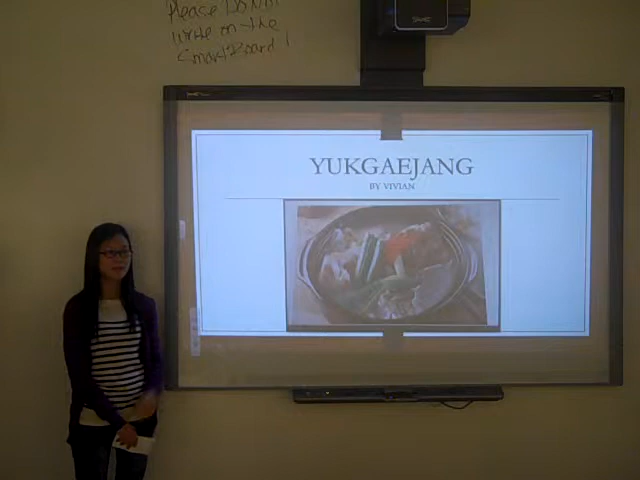 Please Do Not
write on the
SmartBoard!
YUKGAEJANG
BY VIVIAN